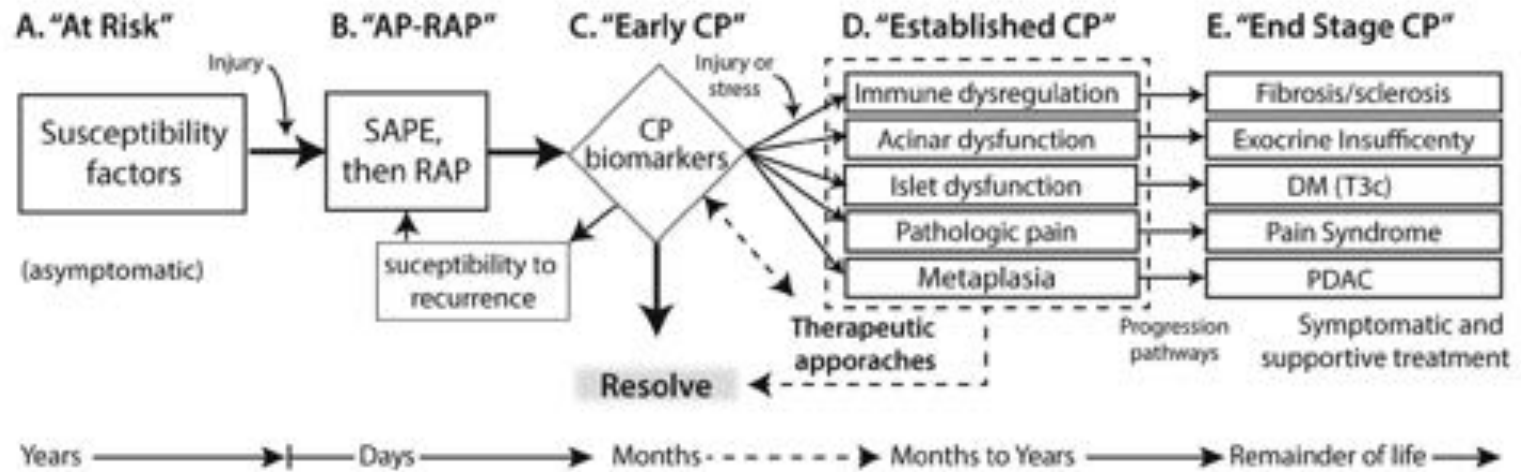 A. "At Risk"
B. "AP-RAP"
C. "Early CP"
D. "Established CP"
E. "End Stage CP"
Injury
Susceptibility
factors
(asymptomatic)
SAPE,
then RAP
suceptibility to
recurrence
CP
biomarkers
Injury or
stress
Immune dysregulation
Acinar dysfunction
Islet dysfunction
Pathologic pain
Metaplasia
Fibrosis/sclerosis
Exocrine Insufficenty
DM (T3c)
Pain Syndrome
PDAC
Therapeutic
apporaches
Progression
pathways
Symptomatic and
supportive treatment
Resolve
Years
Days
Months
Months to Years
Remainder of life